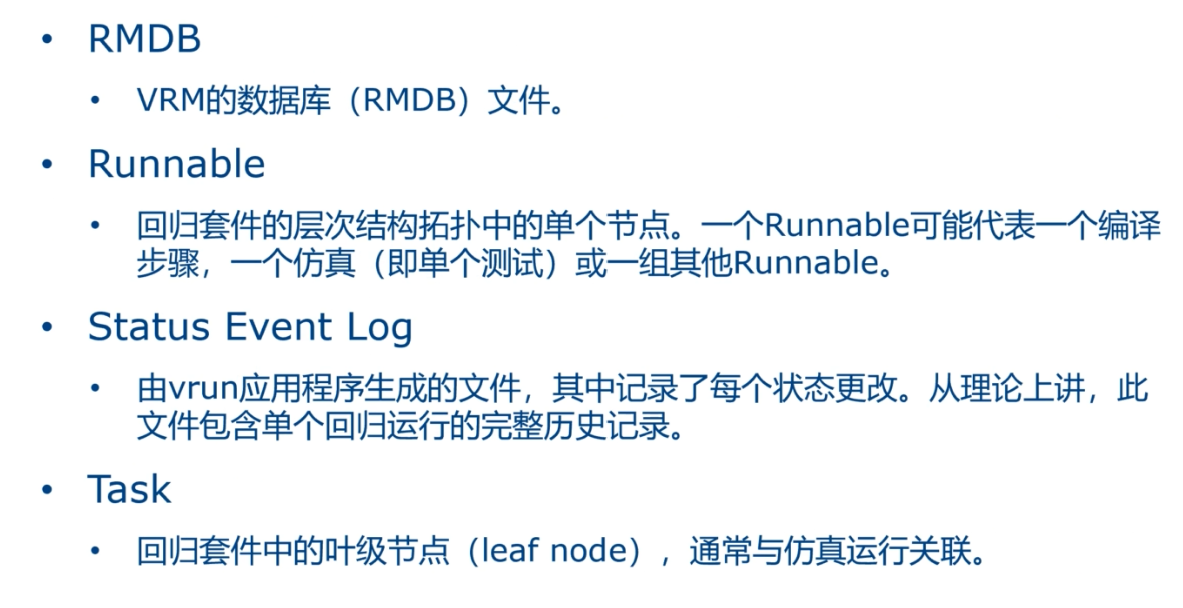 • RMDB
• VRM的数据库（RMDB）文件。
• Runnable
• 回归套件的层次结构拓扑中的单个节点。一个Runnable可能代表一个编译
步骤，一个仿真（即单个测试）或一组其他Runnable。
• Status Event Log
• 由vrun应用程序生成的文件，其中记录了每个状态更改。从理论上讲，此
文件包含单个回归运行的完整历史记录。
• Task
• 回归套件中的叶级节点（leaf node），通常与仿真运行关联。